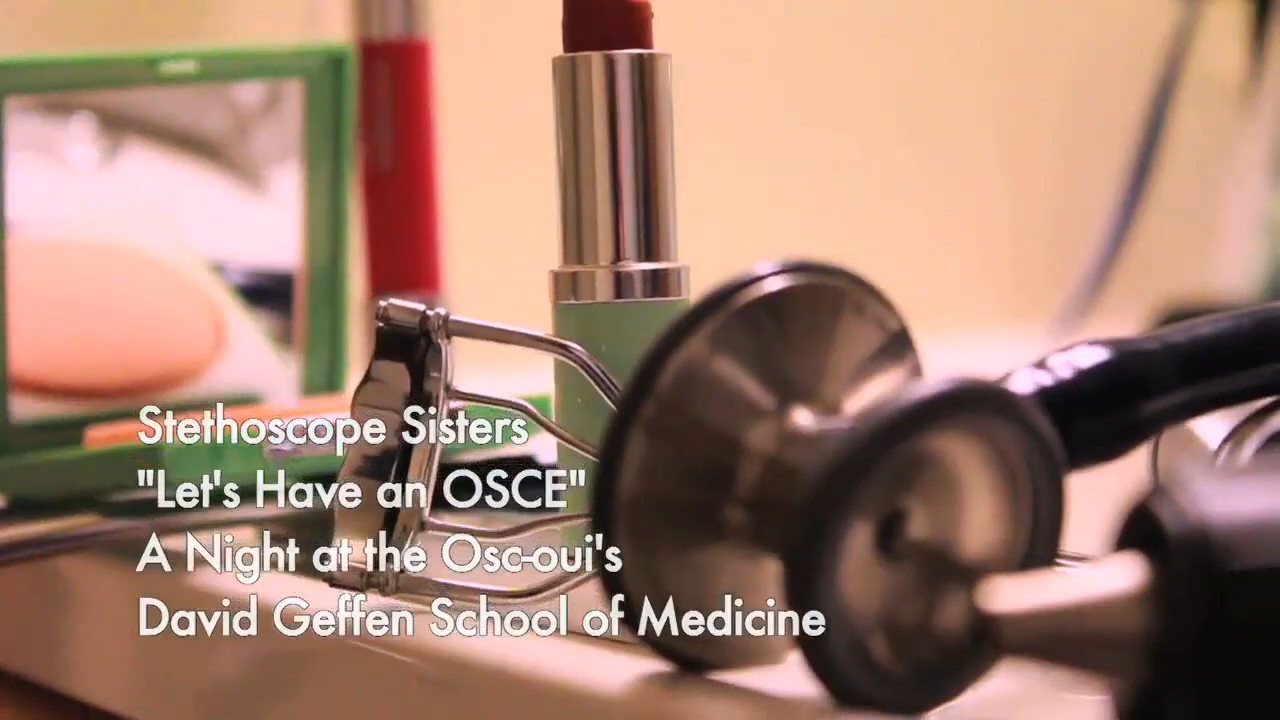 Stethoscope Sisters
"Let's Have an OSCE"
A Night at the Osc-oui's
David Geffen School of Medicine